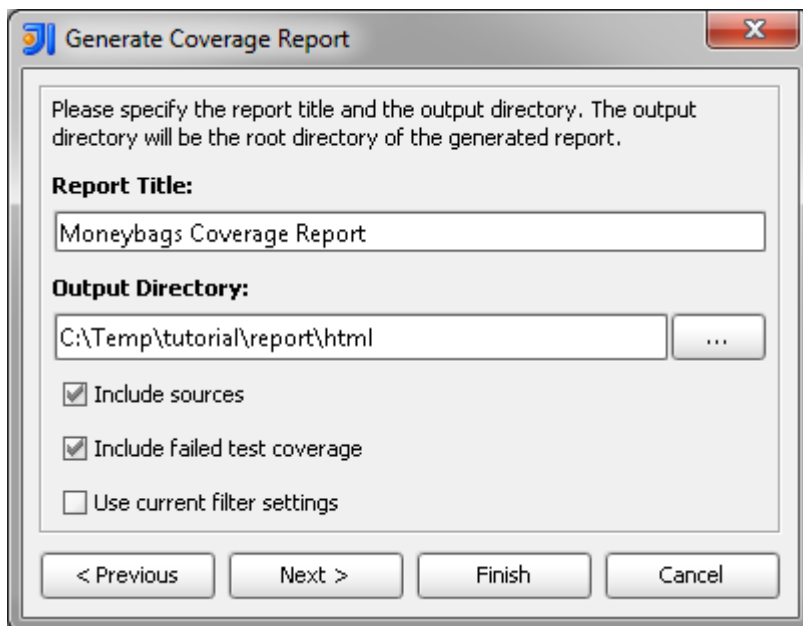 Generate Coverage Report
Please specify the report title and the output directory. The output
directory will be the root directory of the generated report.
Report Title:
Moneybags Coverage Report
Output Directory:
C:\Temp\tutorial\report\html
...
Include sources
Include failed test coverage
Use current filter settings
< Previous
Next >
Finish
Cancel